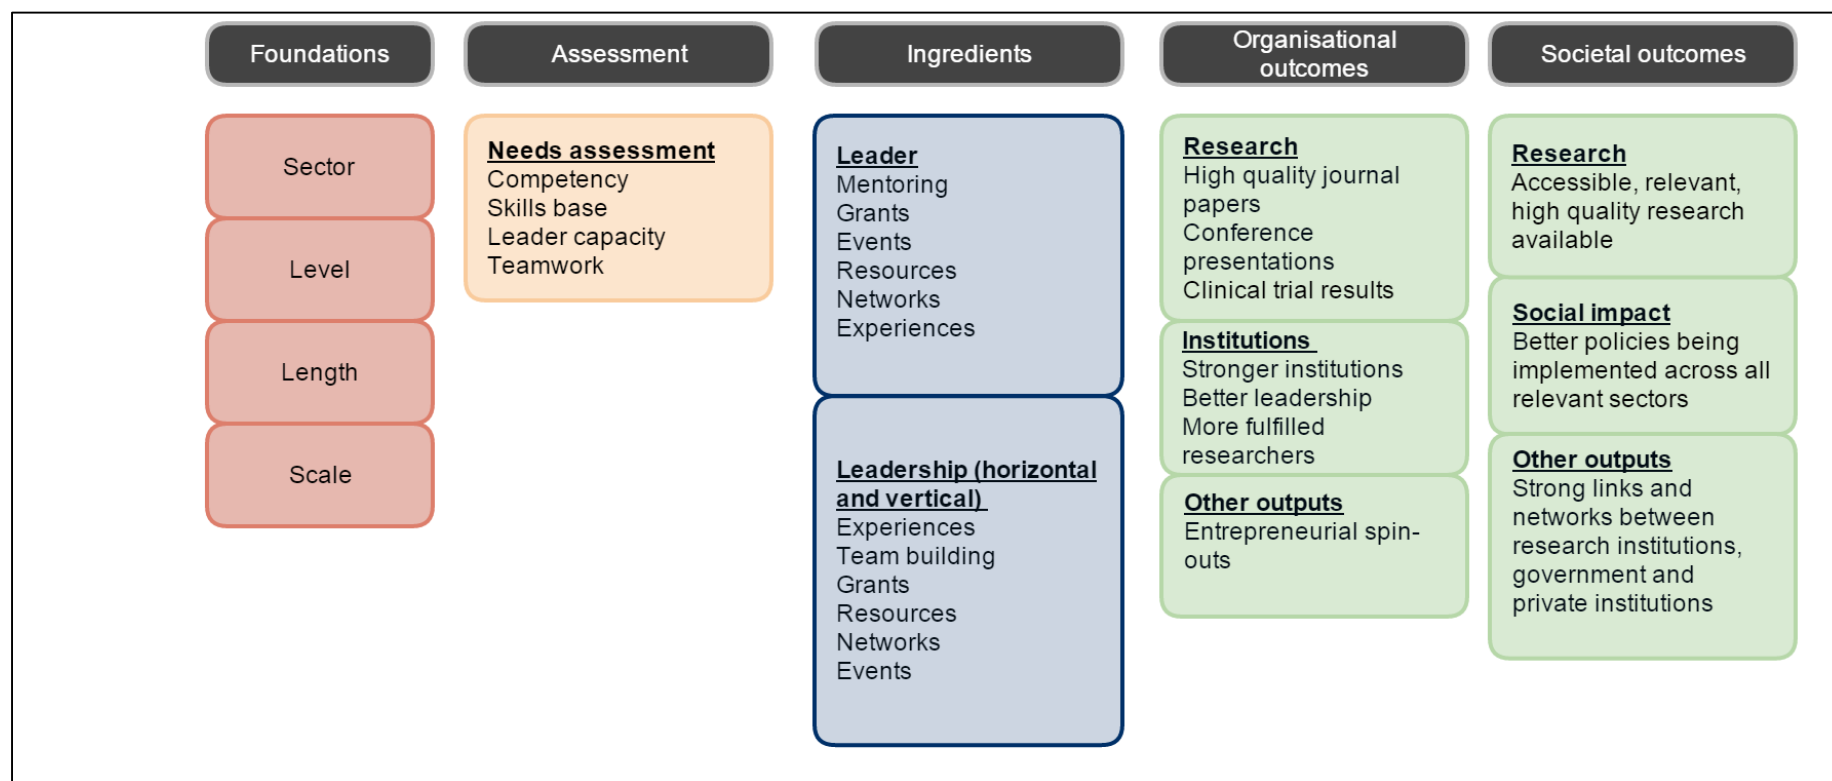 Foundations
Assessment
Ingredients
Organisational
outcomes
Societal outcomes
Sector
Level
Length
Scale
Needs assessment
Competency
Skills base
Leader capacity
Teamwork
Leader
Mentoring
Grants
Events
Resources
Networks
Experiences
Leadership (horizontal
and vertical)
Experiences
Team building
Grants
Resources
Networks
Events
Research
High quality journal
papers
Conference
presentations
Clinical trial results
Institutions
Stronger institutions
Better leadership
More fulfilled
researchers
Other outputs
Entrepreneurial spin-
outs
Research
Accessible, relevant,
high quality research
available
Social impact
Better policies being
implemented across all
relevant sectors
Other outputs
Strong links and
networks between
research institutions,
government and
private institutions